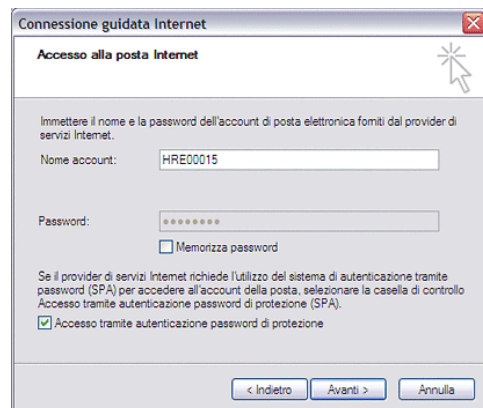 Connessione guidata Internet
Accesso alla posta Internet
Immettere il nome e la password dell'account di posta elettronica forniti dal provider di
servizi Internet.
Nome account: HRE00015
Password: ●●●●●●●●
Memorizza password
Se il provider di servizi Internet richiede l'utilizzo del sistema di autenticazione tramite
password (SPA) per accedere all'account della posta, selezionare la casella di controllo
Accesso tramite autenticazione password di protezione (SPA).
Accesso tramite autenticazione password di protezione
< Indietro Avanti > Annulla